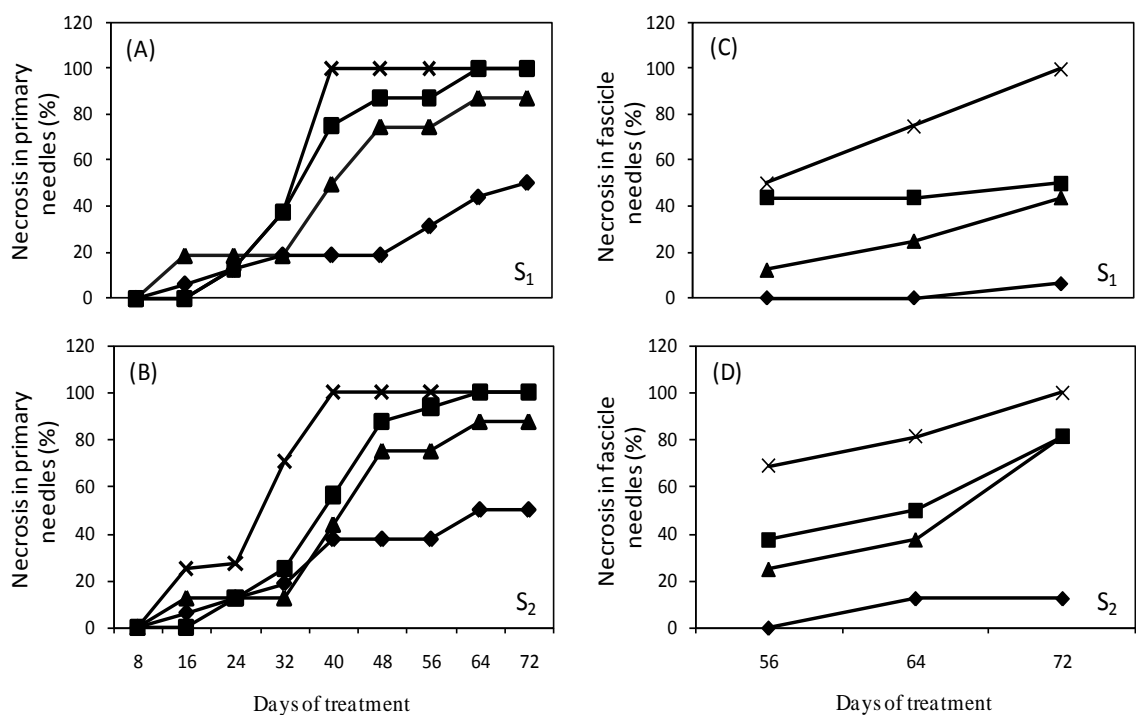 (A)
Necrosis in primary
needles (%)
120
100
80
60
40
20
0
S1
(C)
Necrosis in fascicle
needles (%)
120
100
80
60
40
20
0
S1
(B)
Necrosis in primary
needles (%)
120
100
80
60
40
20
0
S2
8 16 24 32 40 48 56 64 72
Days of treatment
(D)
Necrosis in fascicle
needles (%)
120
100
80
60
40
20
0
S2
56 64 72
Days of treatment